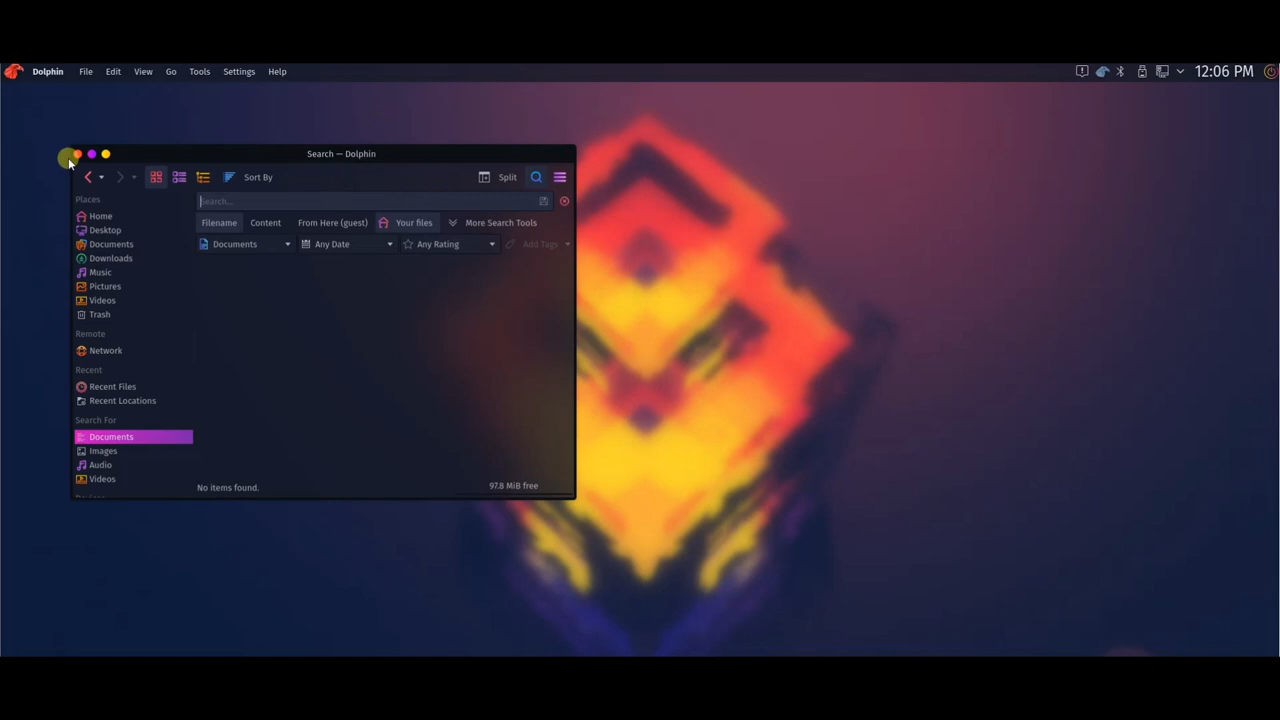 Dolphin File Edit View Go Tools Settings Help 12:06 PM
Search — Dolphin
Sort By Split
Places
Search...
Home
Filename Content From Here (guest) Your files More Search Tools
Desktop
Documents
Documents Any Date Any Rating Add Tags
Downloads
Music
Pictures
Videos
Trash
Remote
Network
Recent
Recent Files
Recent Locations
Search For
Documents
Images
Audio
Videos
No items found. 97.8 MiB free